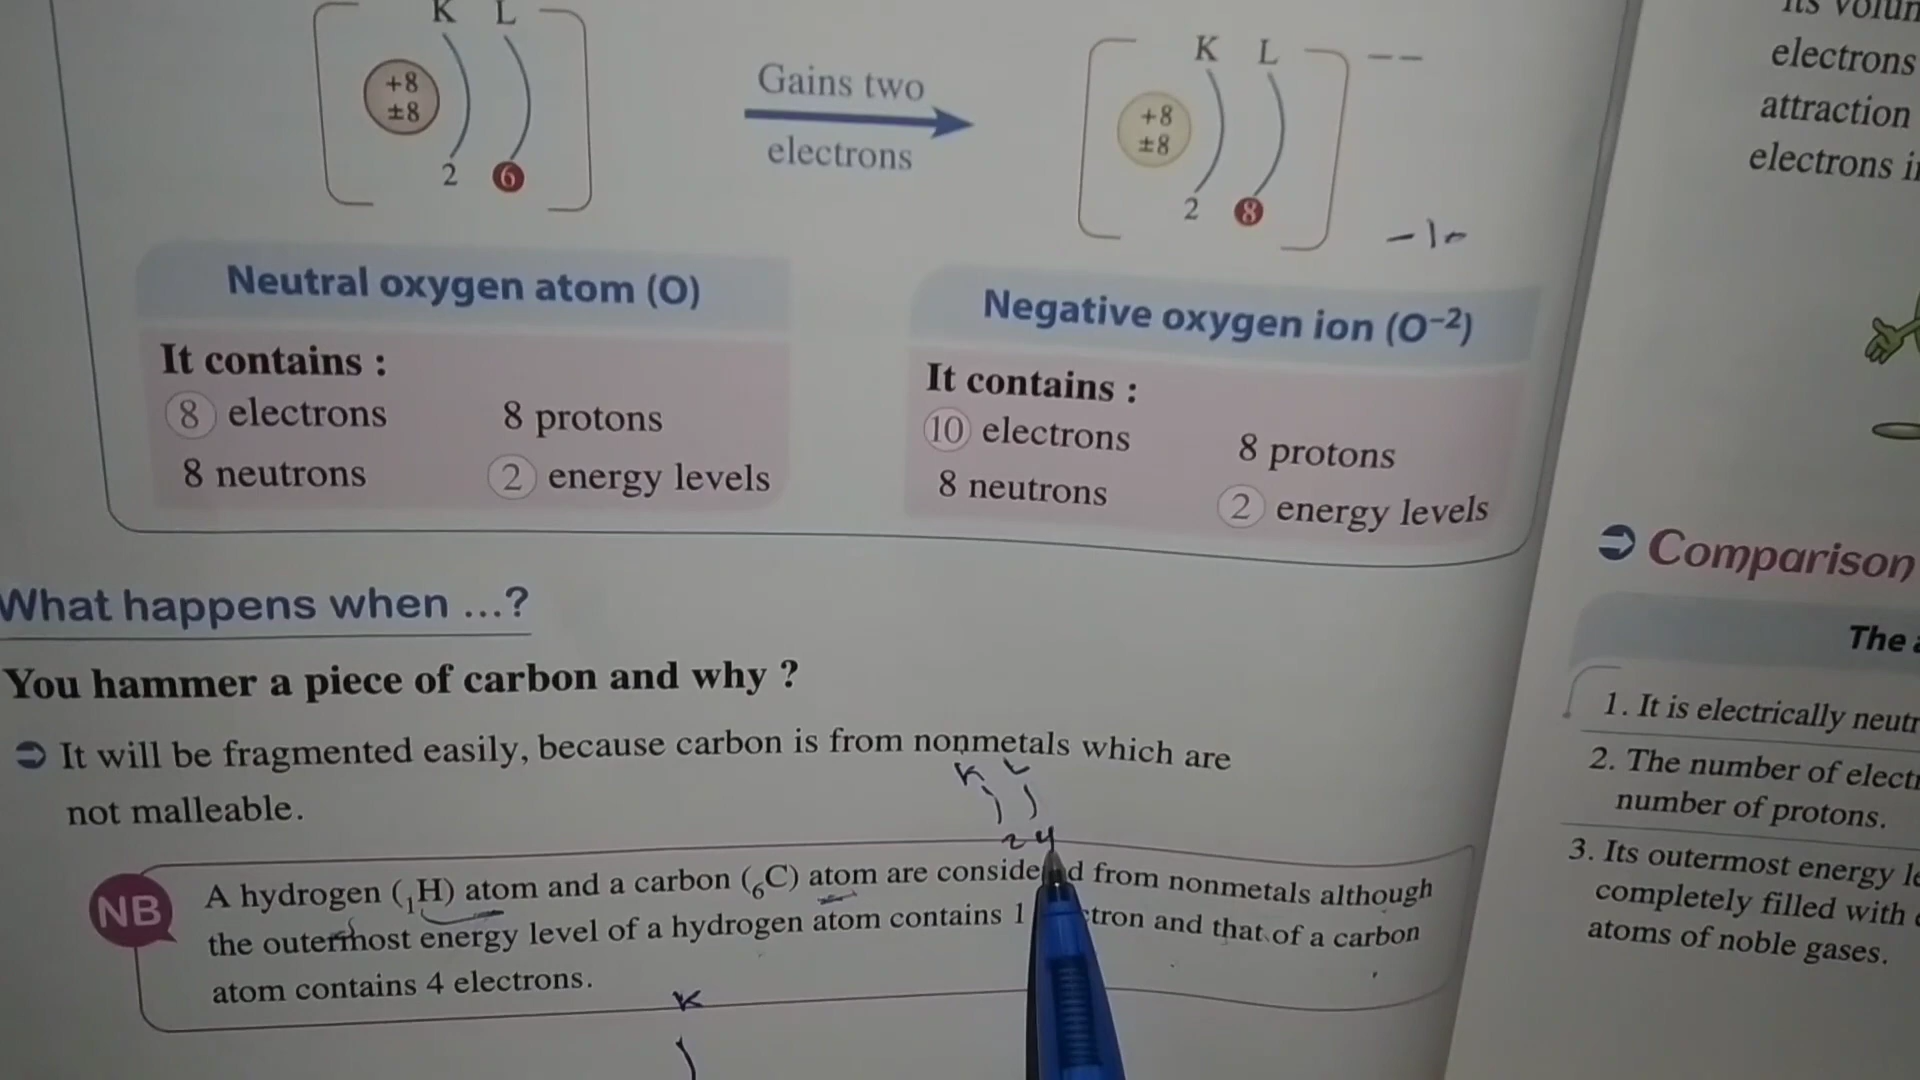 K L
+8
±8
2 6
Gains two
electrons
K L
+8
±8
2 8
Neutral oxygen atom (O)
It contains :
8 electrons 8 protons
8 neutrons 2 energy levels
Negative oxygen ion (O⁻²)
It contains :
10 electrons 8 protons
8 neutrons 2 energy levels
What happens when ...?
You hammer a piece of carbon and why ?
It will be fragmented easily, because carbon is from nonmetals which are
not malleable.
K L
2 4
NB
A hydrogen (₁H) atom and a carbon (₆C) atom are from nonmetals although
the outermost energy level of a hydrogen atom contains 1 and that of a carbon
atom contains 4 electrons.
K
electrons
attraction
electrons
Comparison
The
1. It is electrically
2. The number of
number of protons.
3. Its outermost energy
completely filled with
atoms of noble gases.